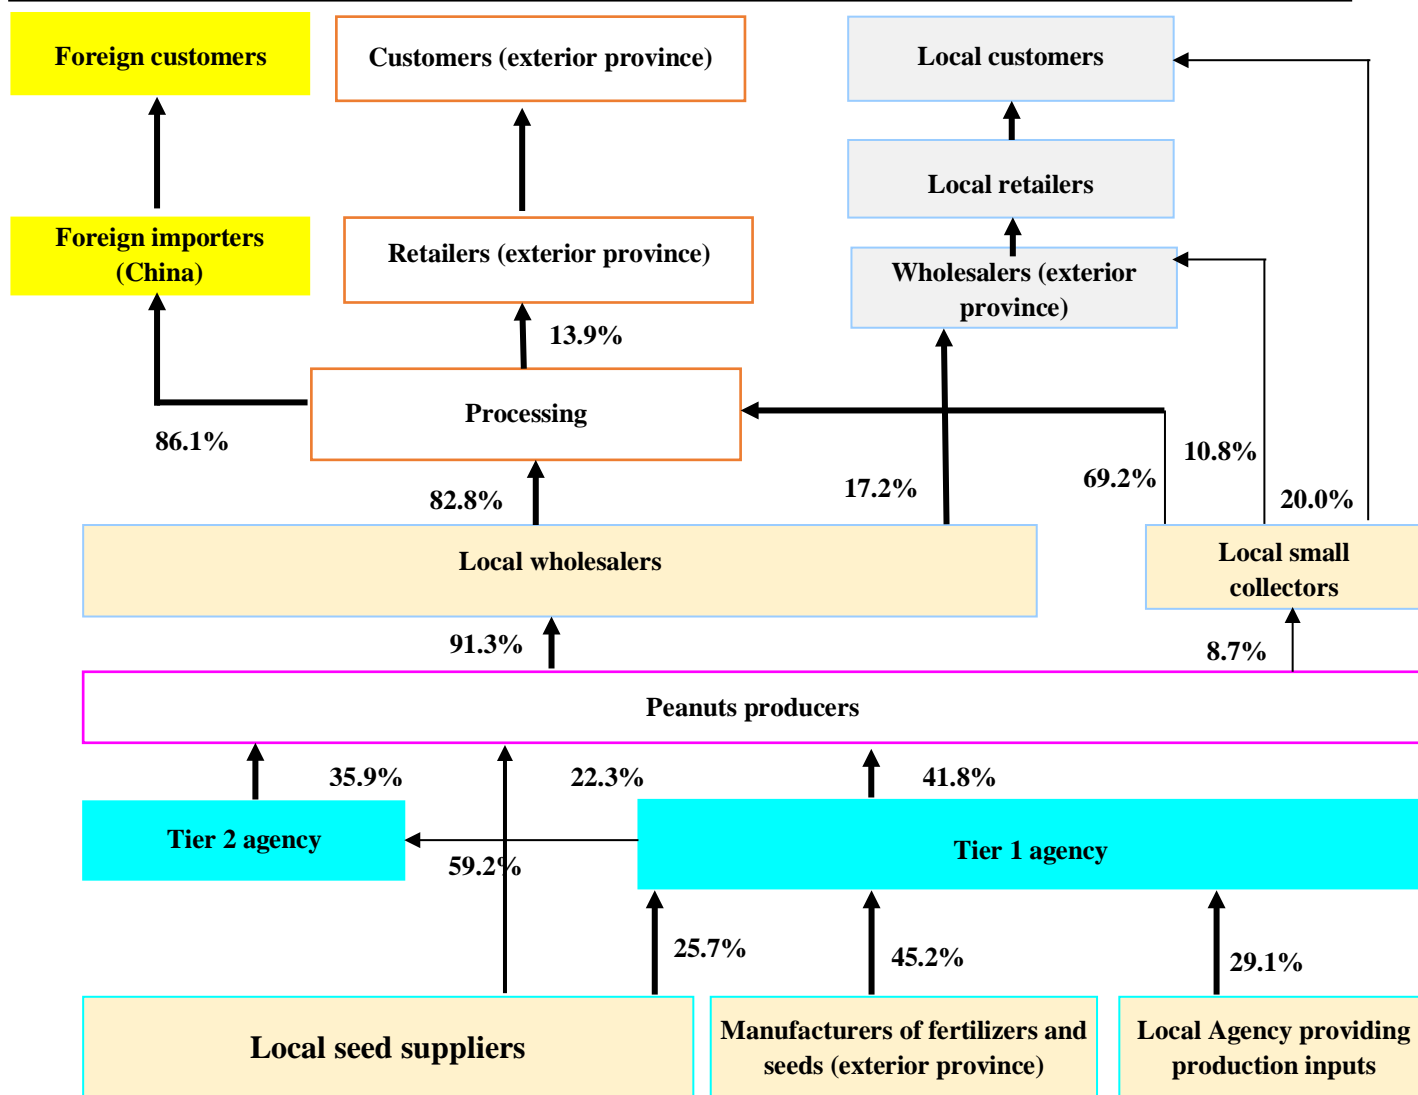 Foreign customers
Customers (exterior province)
Local customers
Local retailers
Foreign importers
(China)
Retailers (exterior province)
Wholesalers (exterior
province)
13.9%
Processing
86.1%
82.8%
17.2%
69.2%
10.8%
20.0%
Local wholesalers
Local small
collectors
91.3%
8.7%
Peanuts producers
35.9%
22.3%
41.8%
Tier 2 agency
59.2%
Tier 1 agency
25.7%
45.2%
29.1%
Local seed suppliers
Manufacturers of fertilizers and
seeds (exterior province)
Local Agency providing
production inputs